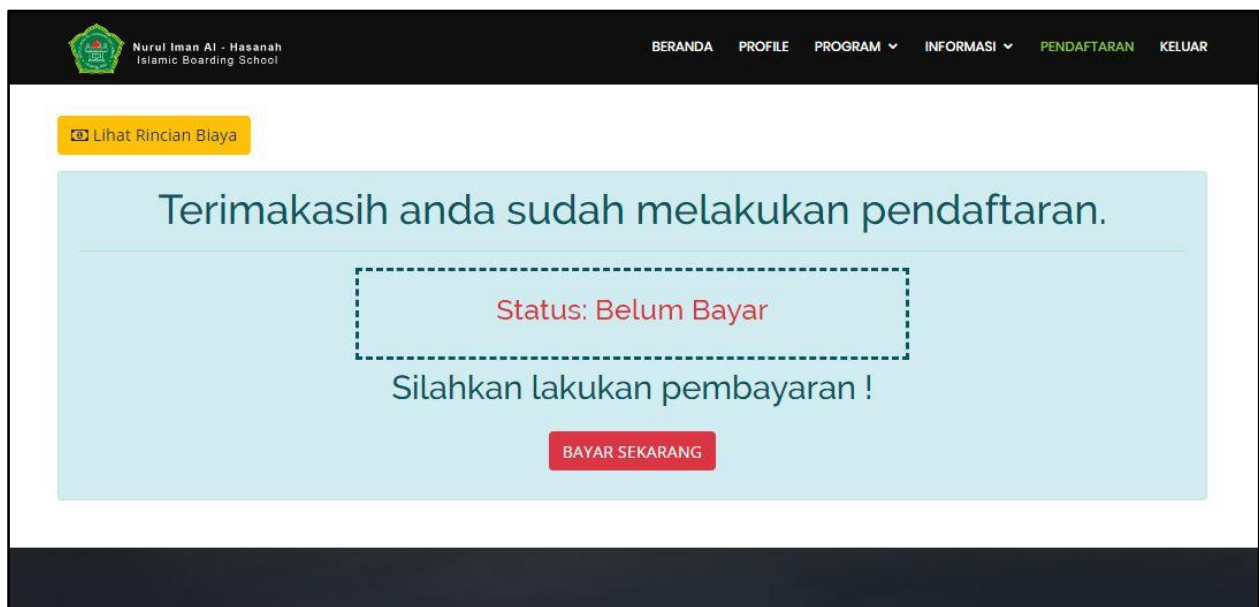 Nurul Iman Al - Hasanah
Islamic Boarding School
BERANDA PROFILE PROGRAM INFORMASI PENDAFTARAN KELUAR
Lihat Rincian Biaya
Terimakasih anda sudah melakukan pendaftaran.
Status: Belum Bayar
Silahkan lakukan pembayaran !
BAYAR SEKARANG